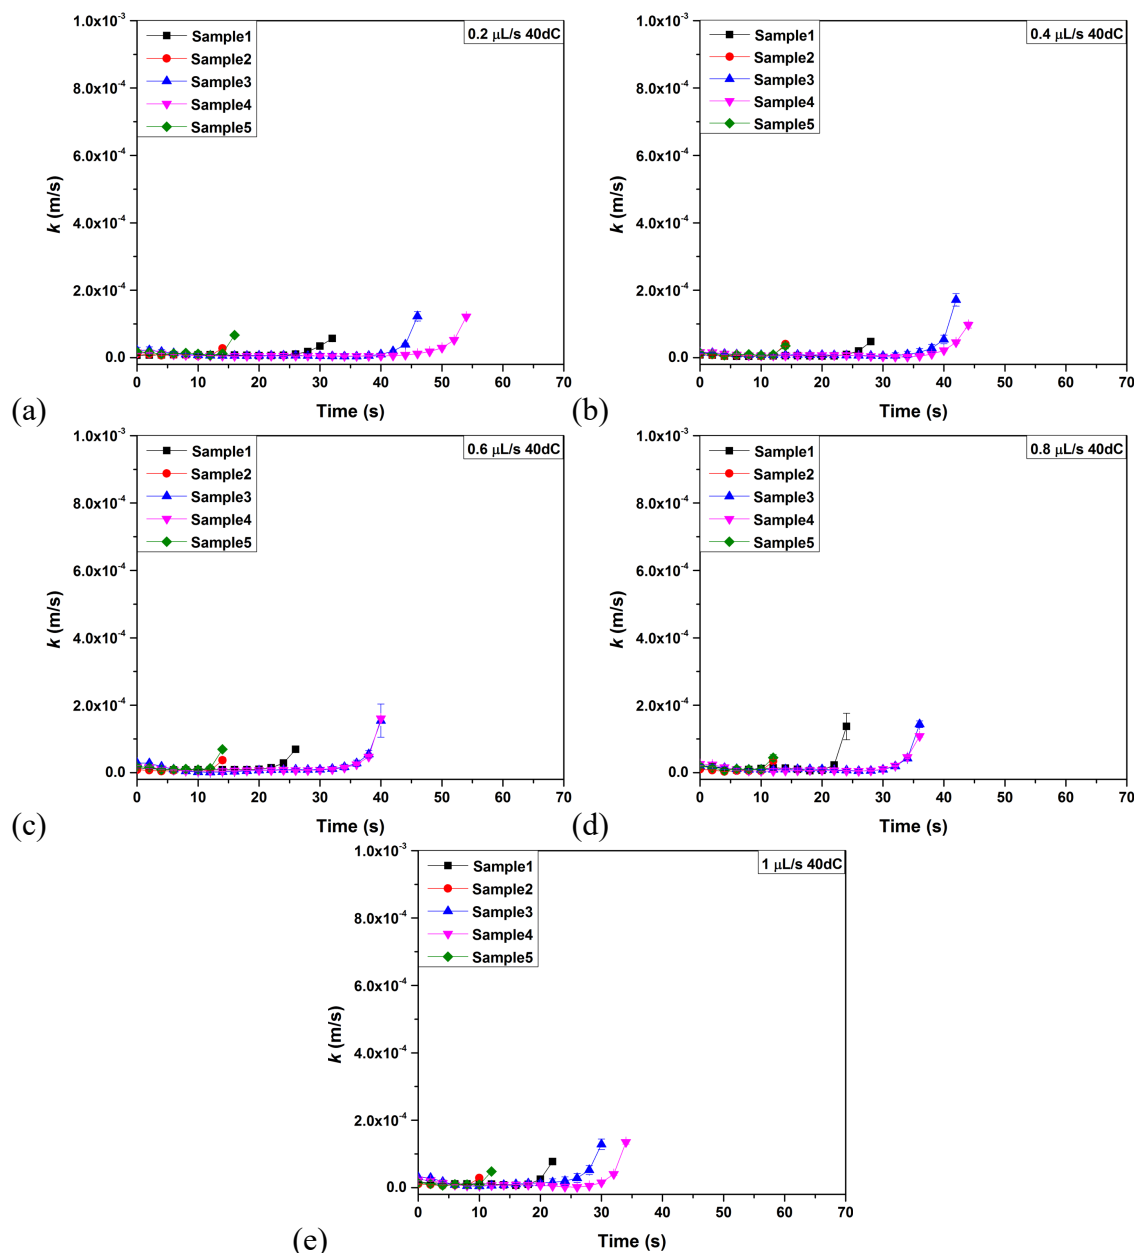 1.0x10-3 Sample1 0.2 μL/s 40dC
Sample2
8.0x10-4 Sample3
Sample4
Sample5
6.0x10-4
k (m/s)
4.0x10-4
2.0x10-4
0.0
0 10 20 30 40 50 60 70
(a) Time (s)
1.0x10-3 Sample1 0.4 μL/s 40dC
Sample2
8.0x10-4 Sample3
Sample4
Sample5
6.0x10-4
k (m/s)
4.0x10-4
2.0x10-4
0.0
0 10 20 30 40 50 60 70
(b) Time (s)
1.0x10-3 Sample1 0.6 μL/s 40dC
Sample2
8.0x10-4 Sample3
Sample4
Sample5
6.0x10-4
k (m/s)
4.0x10-4
2.0x10-4
0.0
0 10 20 30 40 50 60 70
(c) Time (s)
1.0x10-3 Sample1 0.8 μL/s 40dC
Sample2
8.0x10-4 Sample3
Sample4
Sample5
6.0x10-4
k (m/s)
4.0x10-4
2.0x10-4
0.0
0 10 20 30 40 50 60 70
(d) Time (s)
1.0x10-3 Sample1 1 μL/s 40dC
Sample2
8.0x10-4 Sample3
Sample4
Sample5
6.0x10-4
k (m/s)
4.0x10-4
2.0x10-4
0.0
0 10 20 30 40 50 60 70
(e) Time (s)